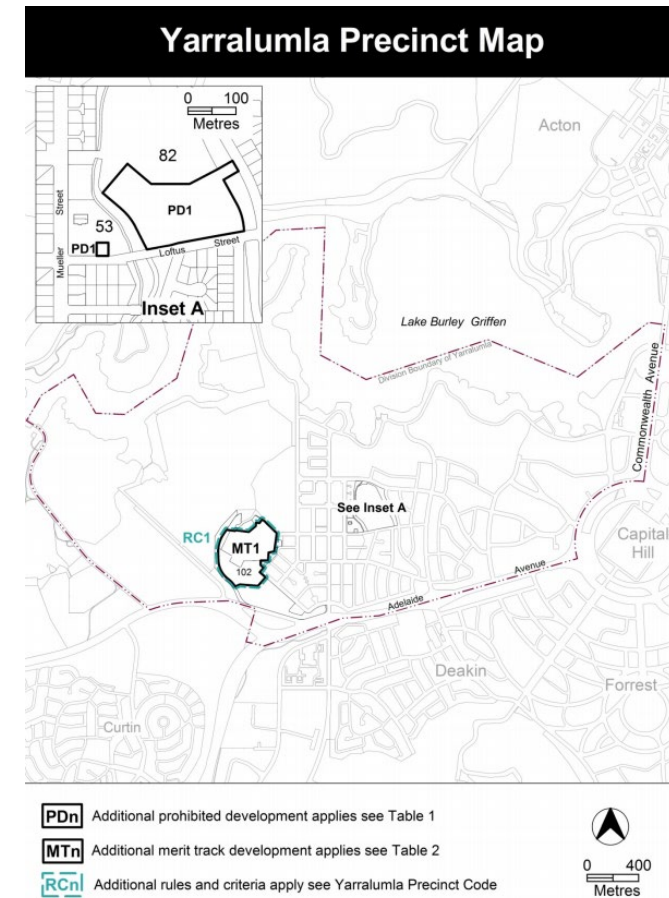 Yarralumla Precinct Map
0 100
Metres
Acton
82
PD1
Street
53
PD1
Loftus Street
Mueller
Inset A
Lake Burley Griffen
Division Boundary of Yarralumla
Commonwealth Avenue
See Inset A
RC1
MT1
102
Capital
Hill
Adelaide Avenue
Deakin
Forrest
Curtin
PDn Additional prohibited development applies see Table 1
MTn Additional merit track development applies see Table 2
RCn Additional rules and criteria apply see Yarralumla Precinct Code
0 400
Metres